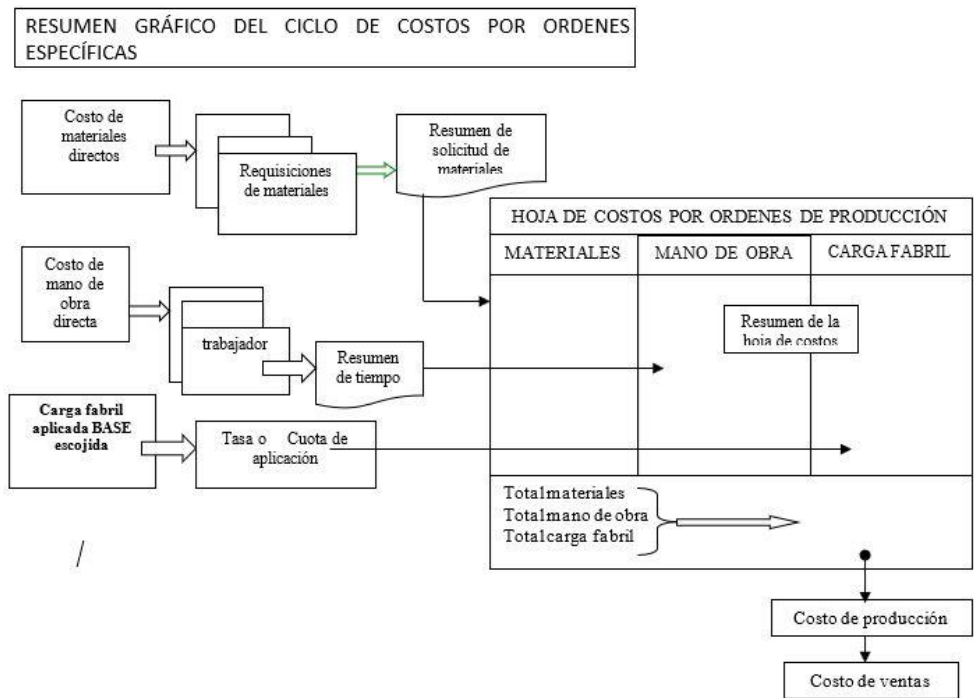 RESUMEN GRÁFICO DEL CICLO DE COSTOS POR ORDENES
ESPECÍFICAS
Costo de
materiales
directos
Requisiciones
de materiales
Resumen de
solicitud de
materiales
HOJA DE COSTOS POR ORDENES DE PRODUCCIÓN
MATERIALES
MANO DE OBRA
CARGA FABRIL
Costo de
mano de
obra
directa
trabajador
Resumen
de tiempo
Resumen de la
hoja de costos
Carga fabril
aplicada BASE
escojida
Tasa o Cuota de
aplicación
Total materiales
Total mano de obra
Total carga fabril
/
Costo de producción
Costo de ventas